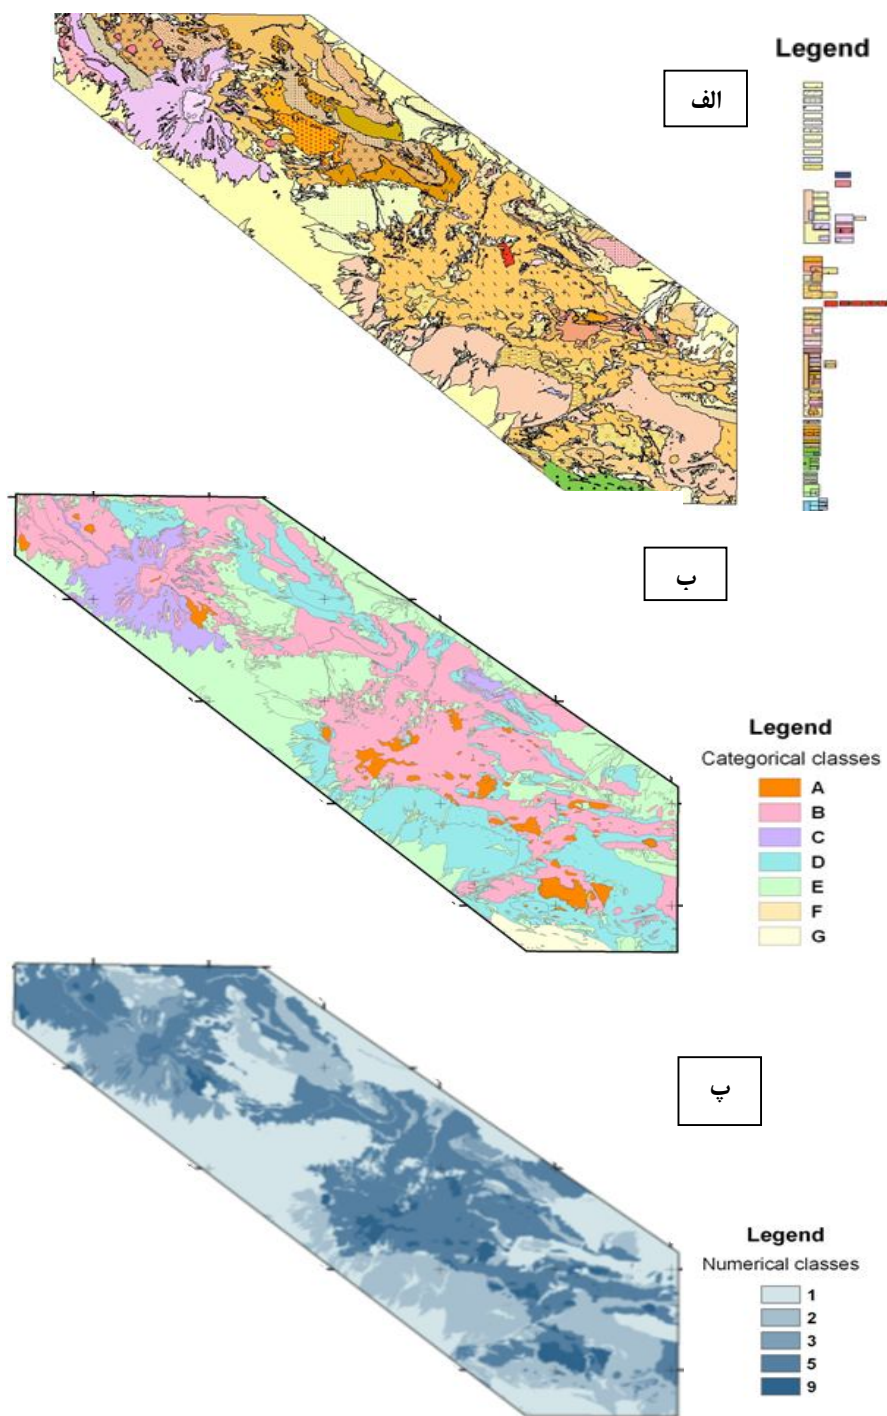 Legend
الف
ب
Legend
Categorical classes
A
B
C
D
E
F
G
پ
Legend
Numerical classes
1
2
3
5
9